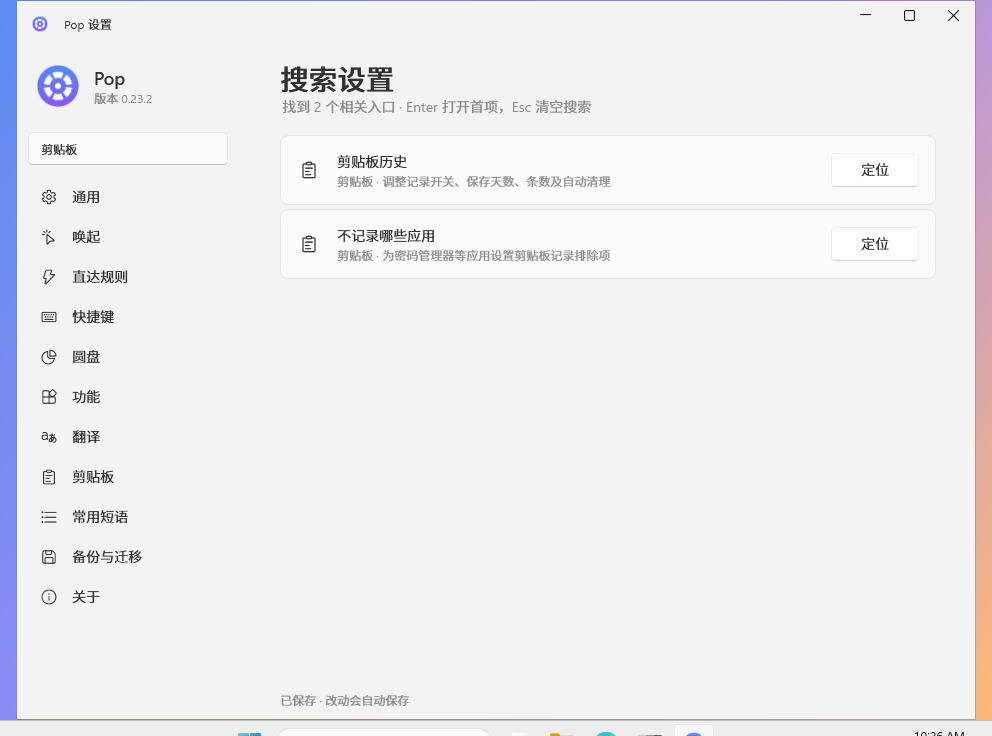 Pop 设置
Pop
版本 0.23.2
剪贴板
通用
唤起
直达规则
快捷键
圆盘
功能
翻译
剪贴板
常用短语
备份与迁移
关于
搜索设置
找到 2 个相关入口 · Enter 打开首项，Esc 清空搜索
剪贴板历史
剪贴板 · 调整记录开关、保存天数、条数及自动清理
定位
不记录哪些应用
剪贴板 · 为密码管理器等应用设置剪贴板记录排除项
定位
已保存 · 改动会自动保存
10:26 AM